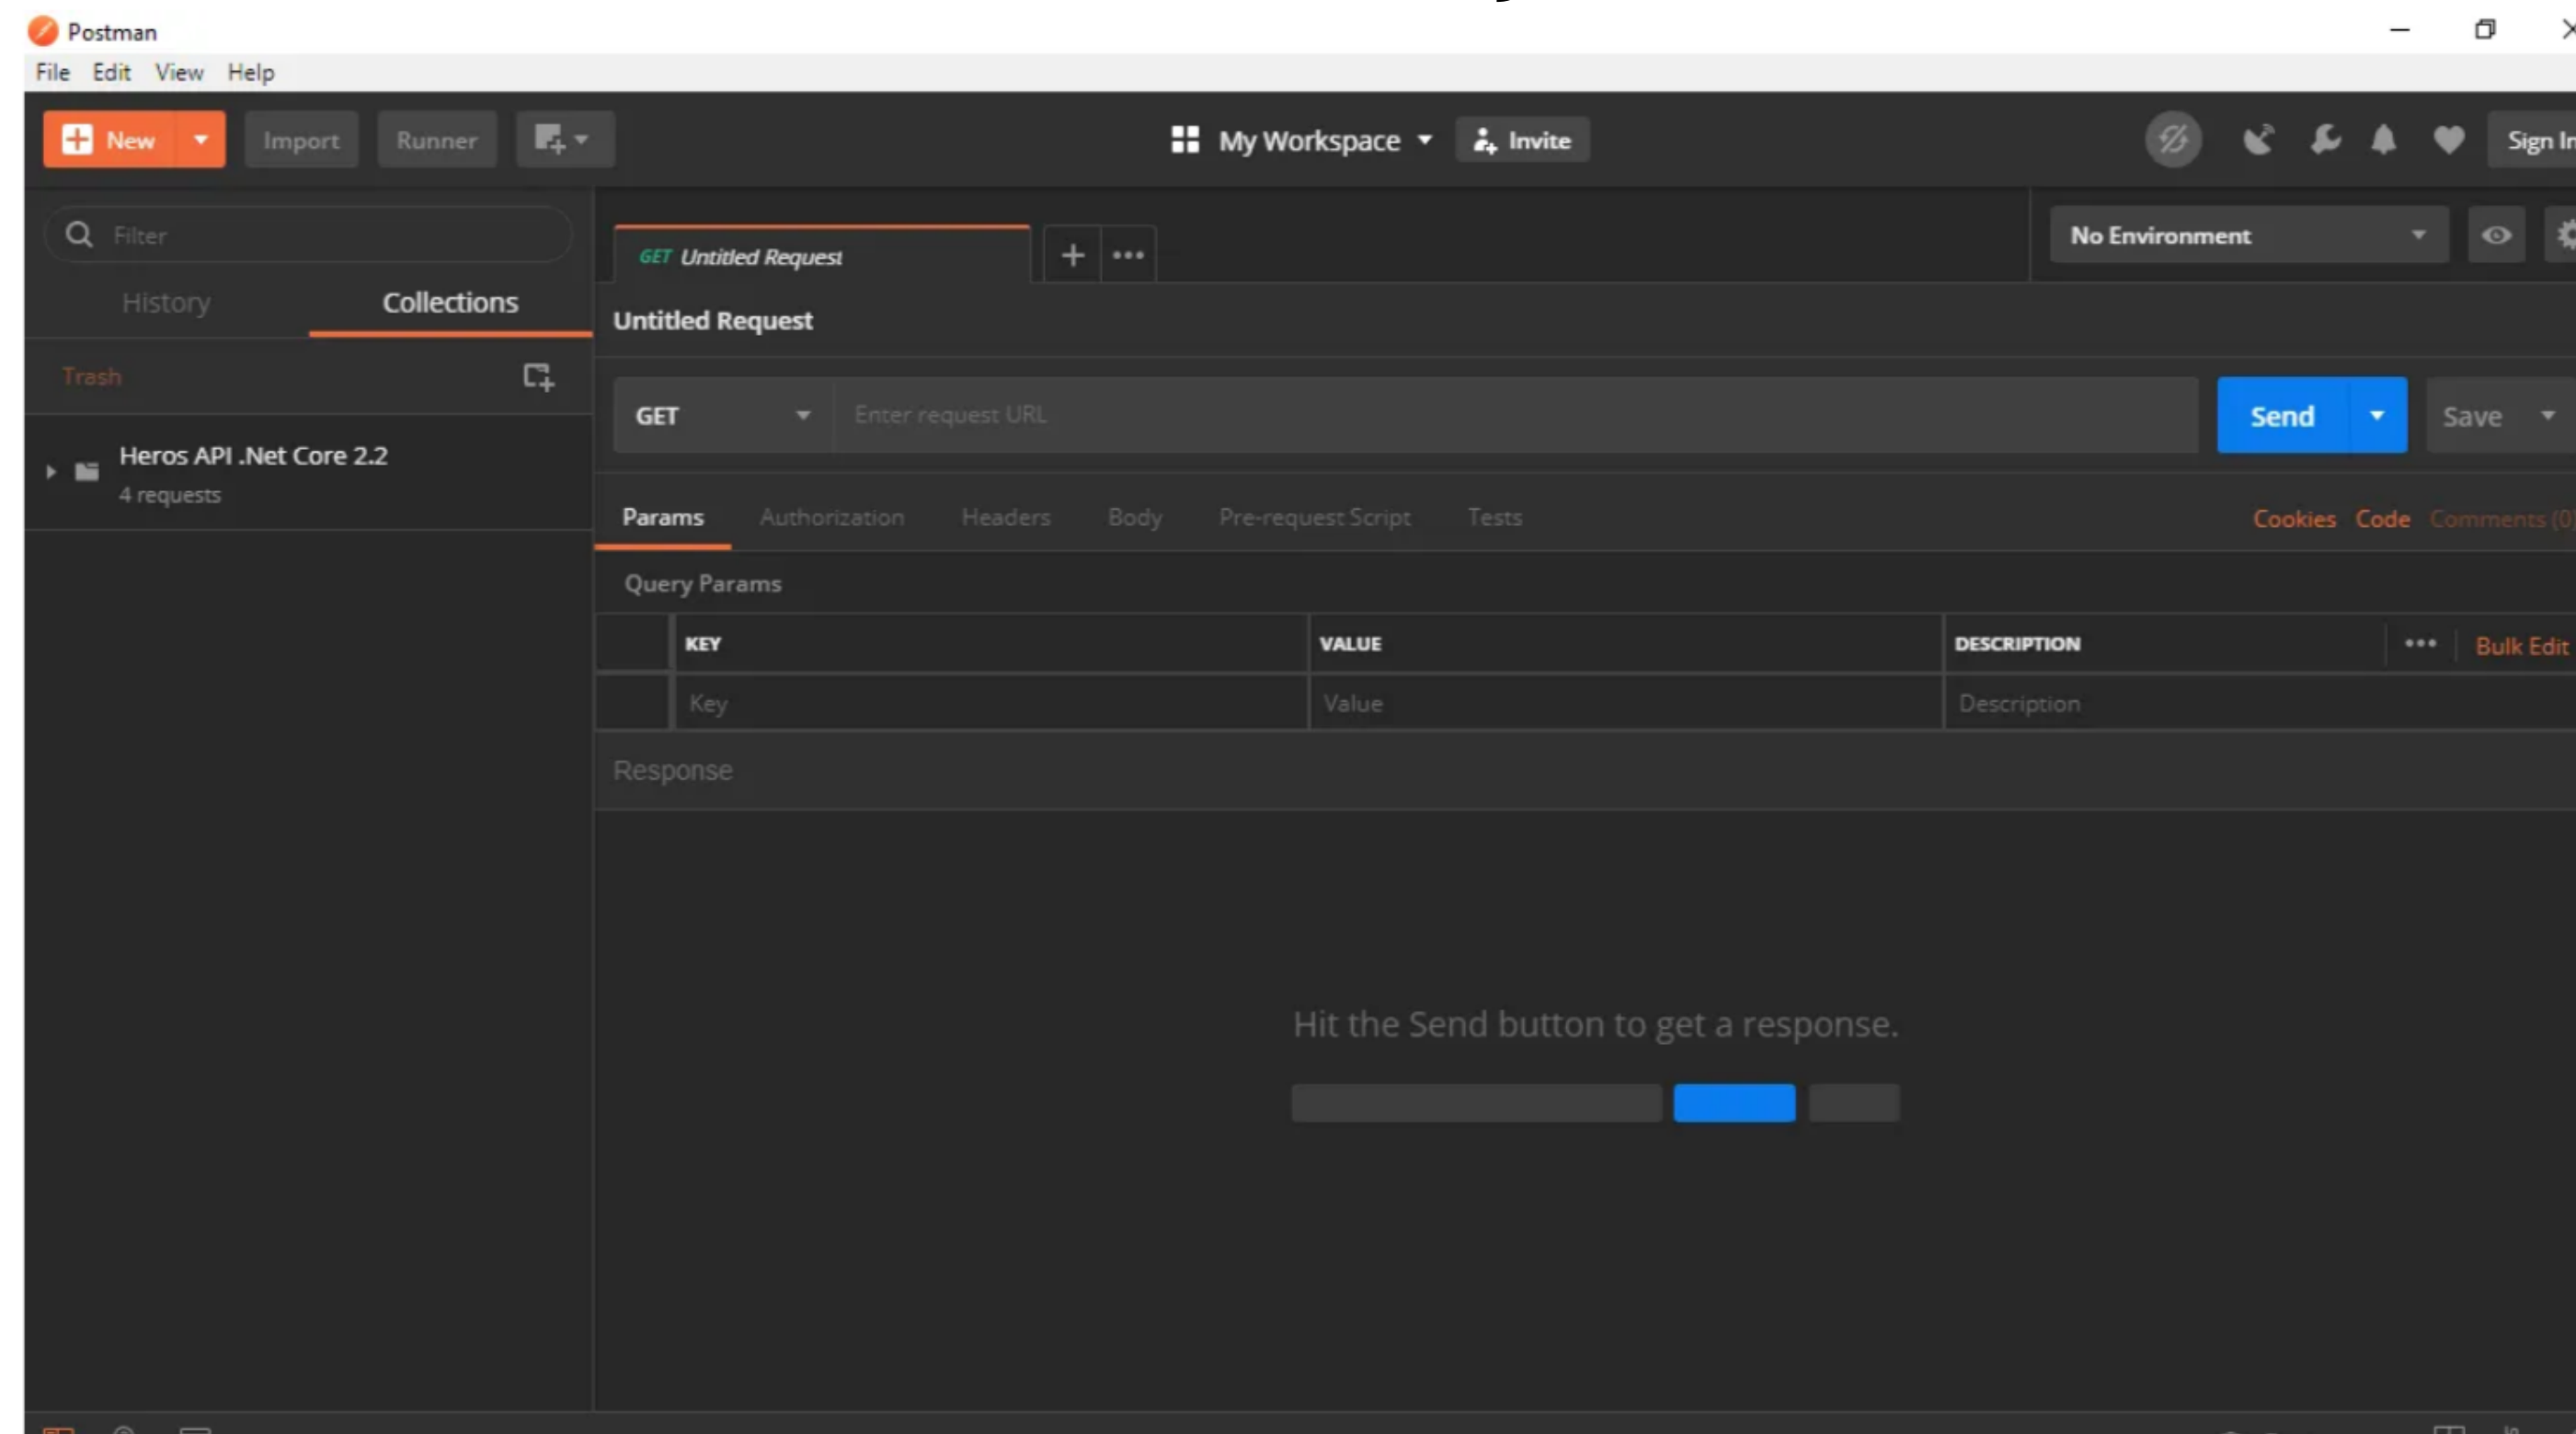 Postman
File Edit View Help
New Import Runner My Workspace Invite Sign In
Filter
No Environment
GET Untitled Request
History Collections
Untitled Request
Trash
GET Enter request URL Send Save
Heros API .Net Core 2.2
4 requests
Params Authorization Headers Body Pre-request Script Tests Cookies Code Comments (0)
Query Params
KEY VALUE DESCRIPTION Bulk Edit
Key Value Description
Response
Hit the Send button to get a response.